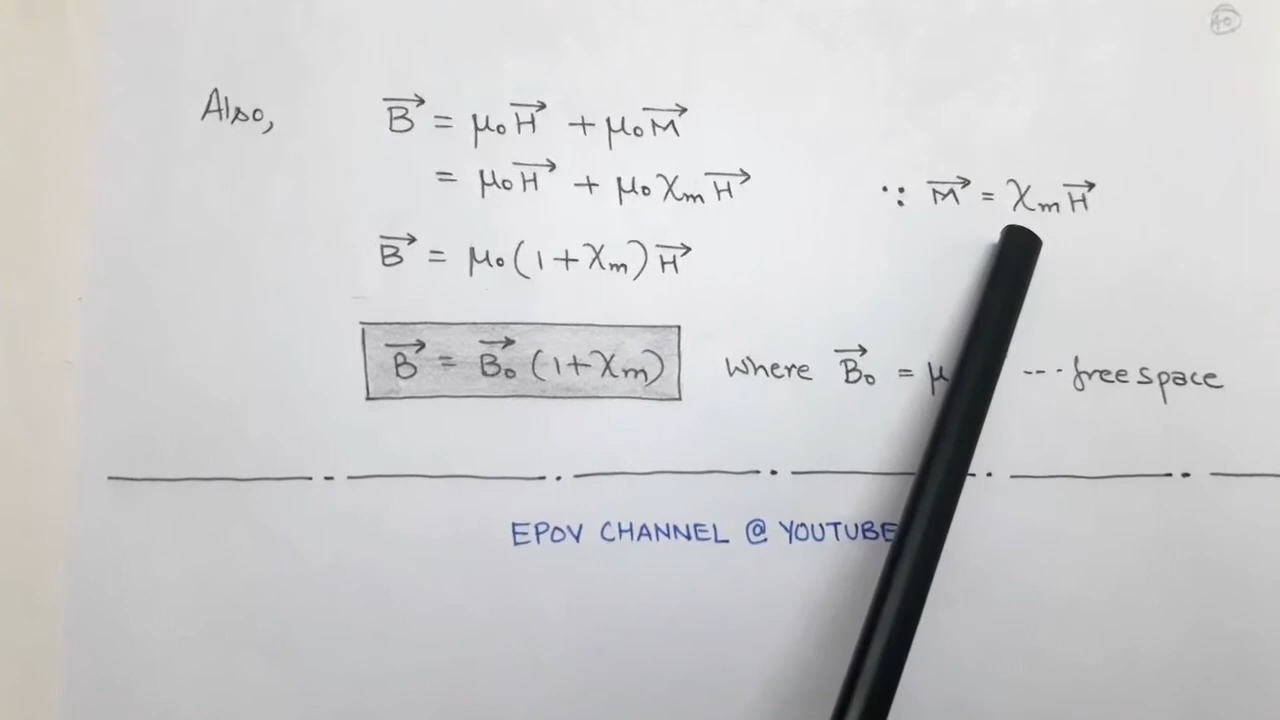 40
Also, B⃗ = μ₀H⃗ + μ₀M⃗
= μ₀H⃗ + μ₀χₘH⃗ ∵ M⃗ = χₘH⃗
B⃗ = μ₀(1+χₘ)H⃗
B⃗ = B⃗₀ (1+χₘ) Where B⃗₀ = μ --- free space
EPOV CHANNEL @ YOUTUBE